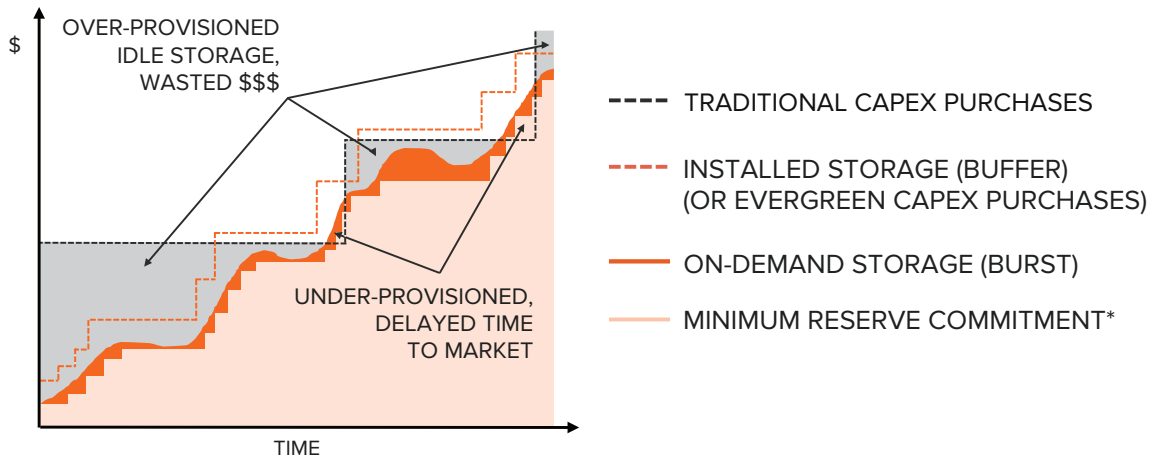 $
OVER-PROVISIONED
IDLE STORAGE,
WASTED $$$
UNDER-PROVISIONED,
DELAYED TIME
TO MARKET
TIME
TRADITIONAL CAPEX PURCHASES
INSTALLED STORAGE (BUFFER)
(OR EVERGREEN CAPEX PURCHASES)
ON-DEMAND STORAGE (BURST)
MINIMUM RESERVE COMMITMENT*